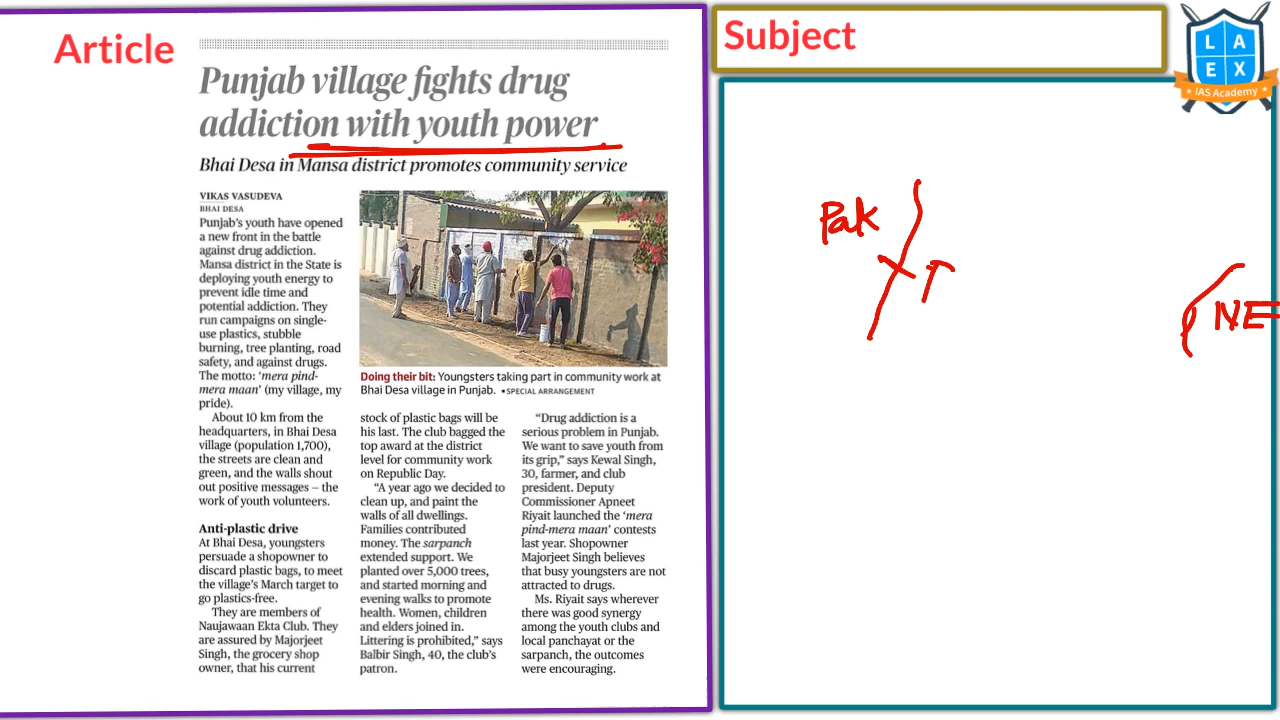 Article
Punjab village fights drug
addiction with youth power
Bhai Desa in Mansa district promotes community service
VIKAS VASUDEVA
BHAI DESA
Punjab's youth have opened
a new front in the battle
against drug addiction.
Mansa district in the State is
deploying youth energy to
prevent idle time and
potential addiction. They
run campaigns on single-
use plastics, stubble
burning, tree planting, road
safety, and against drugs.
The motto: 'mera pind-
mera maan' (my village, my
pride).
About 10 km from the
headquarters, in Bhai Desa
village (population 1,700),
the streets are clean and
green, and the walls shout
out positive messages – the
work of youth volunteers.
Anti-plastic drive
At Bhai Desa, youngsters
persuade a shopowner to
discard plastic bags, to meet
the village's March target to
go plastics-free.
They are members of
Naujawaan Ekta Club. They
are assured by Majorjeet
Singh, the grocery shop
owner, that his current
Doing their bit: Youngsters taking part in community work at
Bhai Desa village in Punjab. •SPECIAL ARRANGEMENT
stock of plastic bags will be
his last. The club bagged the
top award at the district
level for community work
on Republic Day.
"A year ago we decided to
clean up, and paint the
walls of all dwellings.
Families contributed
money. The sarpanch
extended support. We
planted over 5,000 trees,
and started morning and
evening walks to promote
health. Women, children
and elders joined in.
Littering is prohibited," says
Balbir Singh, 40, the club's
patron.
"Drug addiction is a
serious problem in Punjab.
We want to save youth from
its grip," says Kewal Singh,
30, farmer, and club
president. Deputy
Commissioner Apneet
Riyait launched the 'mera
pind-mera maan' contests
last year. Shopowner
Majorjeet Singh believes
that busy youngsters are not
attracted to drugs.
Ms. Riyait says wherever
there was good synergy
among the youth clubs and
local panchayat or the
sarpanch, the outcomes
were encouraging.
Subject
L A
E X
IAS Academy
Pak
NE